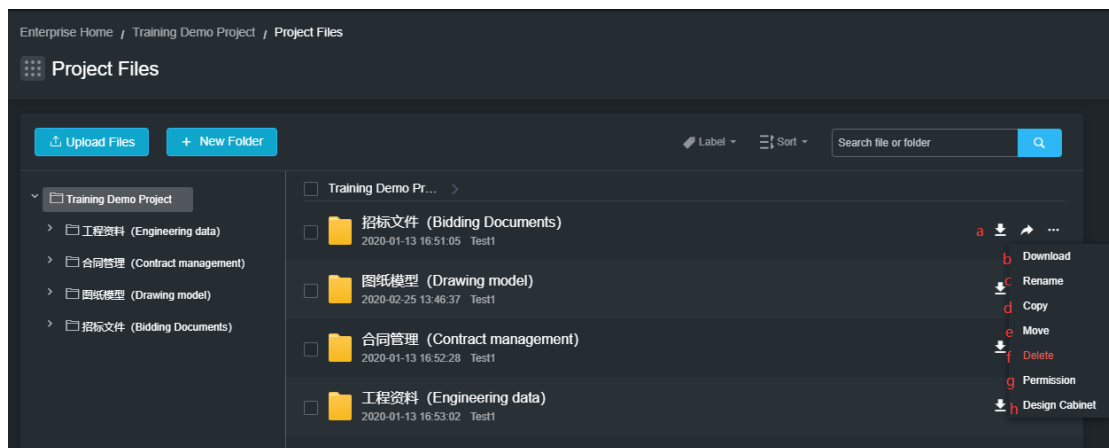 Enterprise Home / Training Demo Project / Project Files
Project Files
Upload Files + New Folder Label Sort Search file or folder
Training Demo Project
工程资料 (Engineering data)
合同管理 (Contract management)
图纸模型 (Drawing model)
招标文件 (Bidding Documents)
Training Demo Pr... >
招标文件 (Bidding Documents)
2020-01-13 16:51:05 Test1
图纸模型 (Drawing model)
2020-02-25 13:46:37 Test1
合同管理 (Contract management)
2020-01-13 16:52:28 Test1
工程资料 (Engineering data)
2020-01-13 16:53:02 Test1
a
b Download
c Rename
d Copy
e Move
f Delete
g Permission
h Design Cabinet